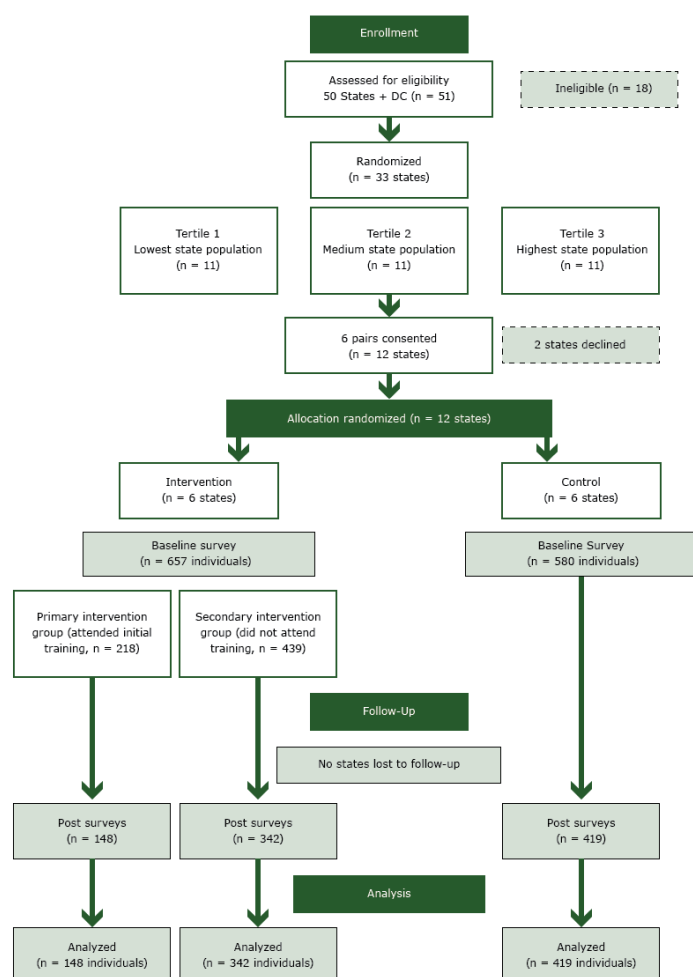 Enrollment
Assessed for eligibility
50 States + DC (n = 51)
Ineligible (n = 18)
Randomized
(n = 33 states)
Tertile 1
Lowest state population
(n = 11)
Tertile 2
Medium state population
(n = 11)
Tertile 3
Highest state population
(n = 11)
6 pairs consented
(n = 12 states)
2 states declined
Allocation randomized (n = 12 states)
Intervention
(n = 6 states)
Control
(n = 6 states)
Baseline survey
(n = 657 individuals)
Baseline Survey
(n = 580 individuals)
Primary intervention
group (attended initial
training, n = 218)
Secondary intervention
group (did not attend
training, n = 439)
Follow-Up
No states lost to follow-up
Post surveys
(n = 148)
Post surveys
(n = 342)
Post surveys
(n = 419)
Analysis
Analyzed
(n = 148 individuals)
Analyzed
(n = 342 individuals)
Analyzed
(n = 419 individuals)